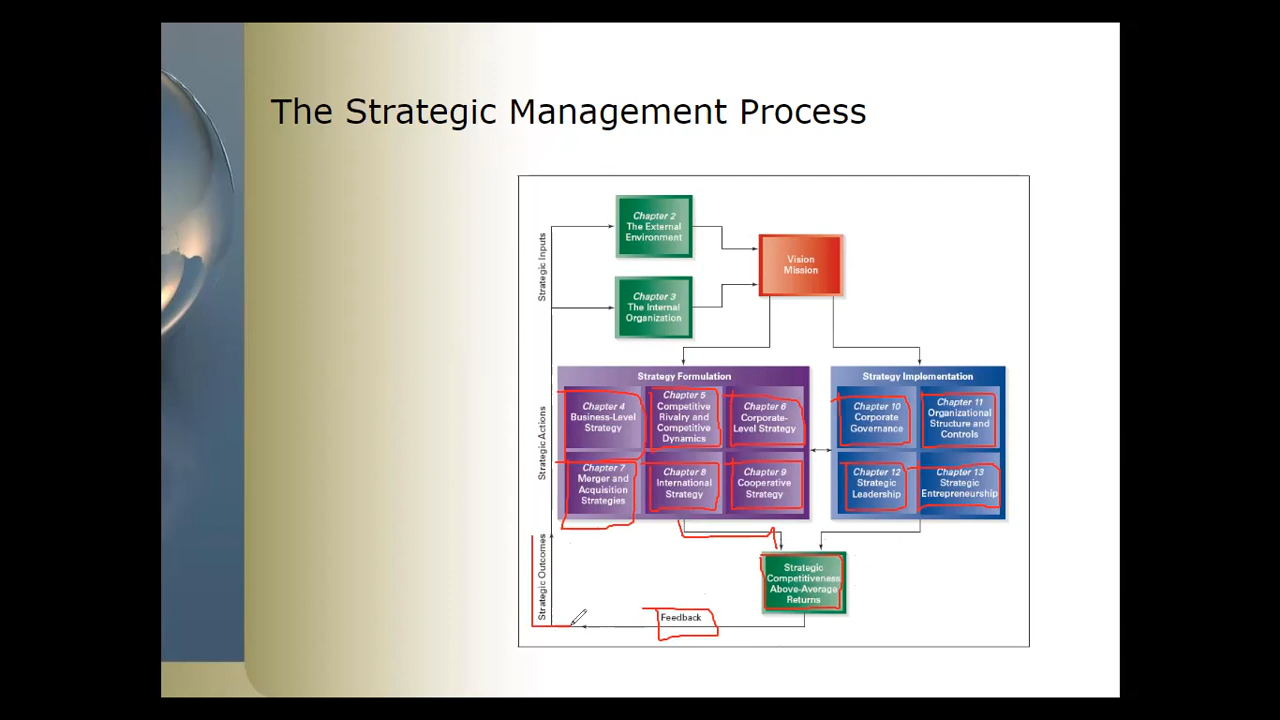 The Strategic Management Process
Strategic Inputs
Chapter 2
The External
Environment
Chapter 3
The Internal
Organization
Vision
Mission
Strategic Actions
Strategy Formulation
Chapter 4
Business-Level
Strategy
Chapter 5
Competitive
Rivalry and
Competitive
Dynamics
Chapter 6
Corporate-
Level Strategy
Chapter 7
Merger and
Acquisition
Strategies
Chapter 8
International
Strategy
Chapter 9
Cooperative
Strategy
Strategy Implementation
Chapter 10
Corporate
Governance
Chapter 11
Organizational
Structure and
Controls
Chapter 12
Strategic
Leadership
Chapter 13
Strategic
Entrepreneurship
Strategic Outcomes
Strategic
Competitiveness
Above-Average
Returns
Feedback